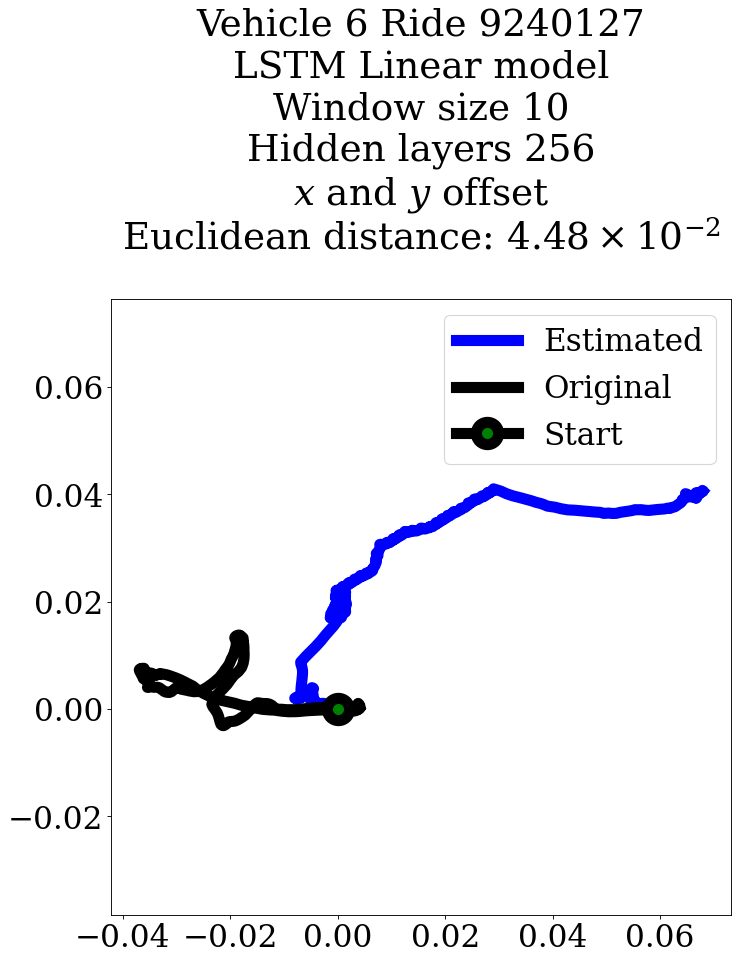 Vehicle 6 Ride 9240127
LSTM Linear model
Window size 10
Hidden layers 256
x and y offset
Euclidean distance: 4.48 × 10⁻²
Estimated
Original
Start
0.06
0.04
0.02
0.00
−0.02
−0.04 −0.02 0.00 0.02 0.04 0.06